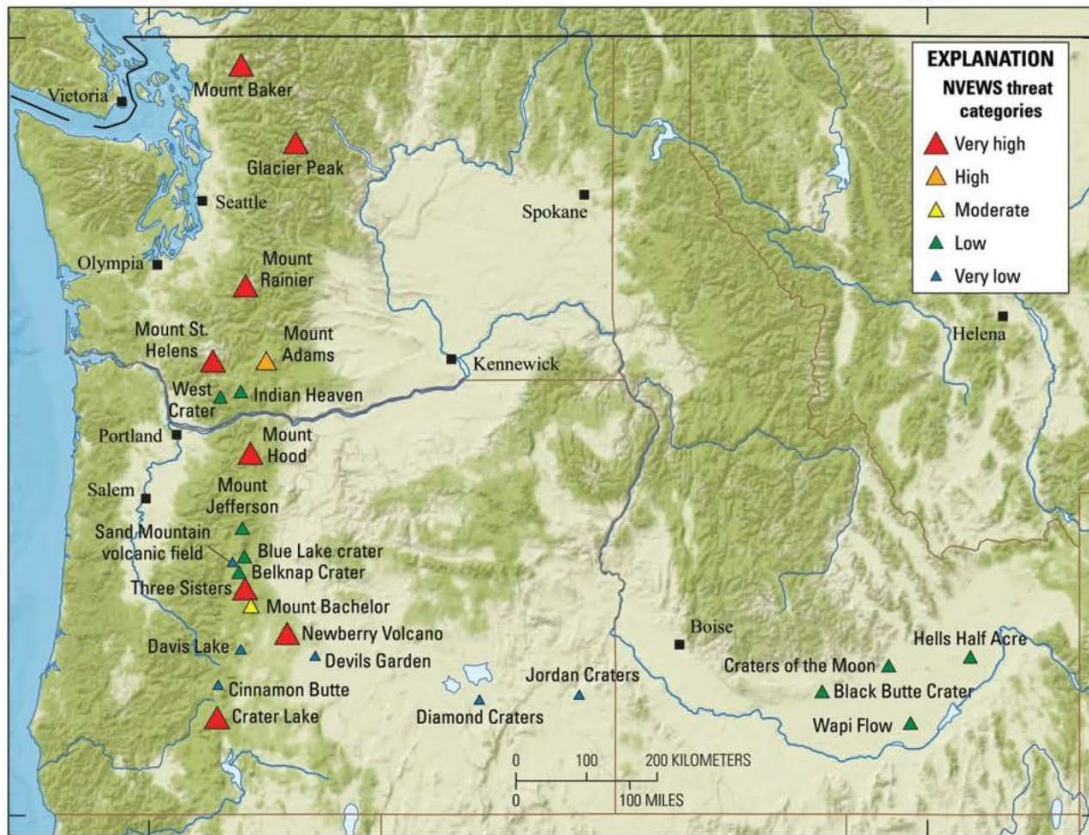 EXPLANATION
NVEWS threat
categories
Very high
High
Moderate
Low
Very low
Mount Baker
Victoria
Glacier Peak
Seattle
Spokane
Olympia
Mount
Rainier
Helena
Mount St.
Helens
Mount
Adams
Kennewick
West
Crater
Indian Heaven
Portland
Mount
Hood
Salem
Mount
Jefferson
Sand Mountain
volcanic field
Blue Lake crater
Belknap Crater
Three Sisters
Mount Bachelor
Newberry Volcano
Boise
Davis Lake
Devils Garden
Hells Half Acre
Craters of the Moon
Jordan Craters
Cinnamon Butte
Black Butte Crater
Crater Lake
Diamond Craters
Wapi Flow
0 100 200 KILOMETERS
0 100 MILES